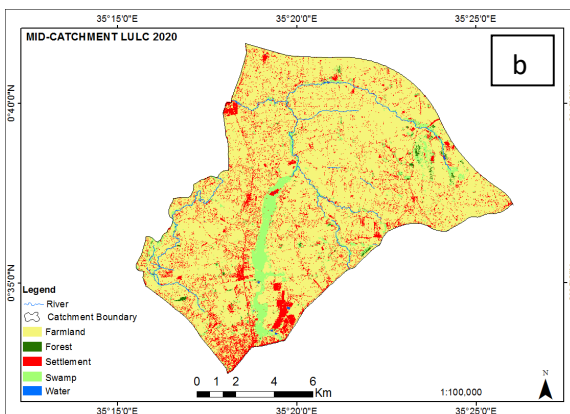 35°15'0"E 35°20'0"E 35°25'0"E
MID-CATCHMENT LULC 2020
b
0°40'0"N
0°35'0"N
Legend
River
Catchment Boundary
Farmland
Forest
Settlement
Swamp
Water
0 1 2 4 6
Km
1:100,000
N
35°15'0"E 35°20'0"E 35°25'0"E